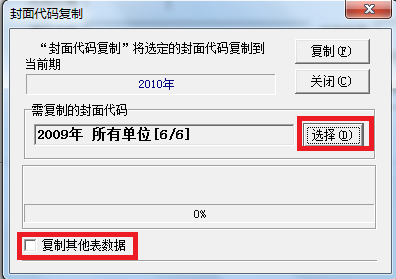 封面代码复制
“封面代码复制”将选定的封面代码复制到
当前期
复制(F)
2010年
关闭(C)
需复制的封面代码
2009年 所有单位[6/6]
选择(D)
0%
复制其他表数据